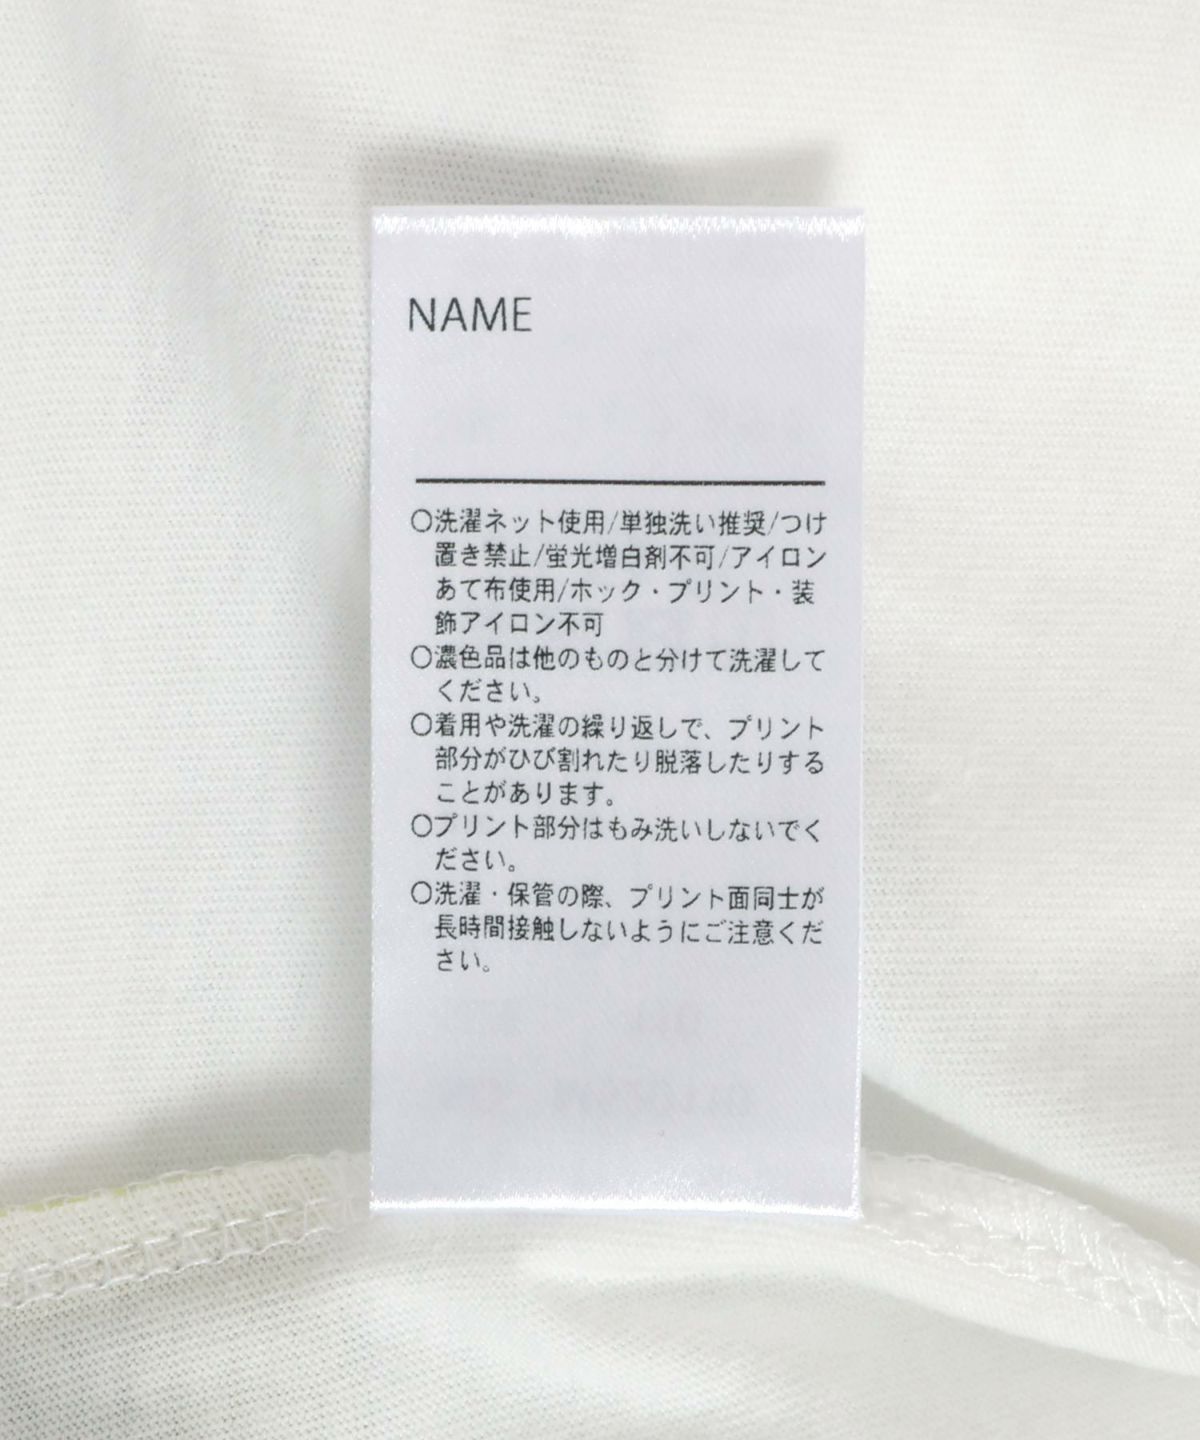 NAME
〇洗濯ネット使用/単独洗い推奨/つけ
置き禁止/蛍光増白剤不可/アイロン
あて布使用/ホック・プリント・装
飾アイロン不可
〇濃色品は他のものと分けて洗濯して
ください。
〇着用や洗濯の繰り返しで、プリント
部分がひび割れたり脱落したりする
ことがあります。
〇プリント部分はもみ洗いしないでく
ださい。
〇洗濯・保管の際、プリント面同士が
長時間接触しないようにご注意くだ
さい。